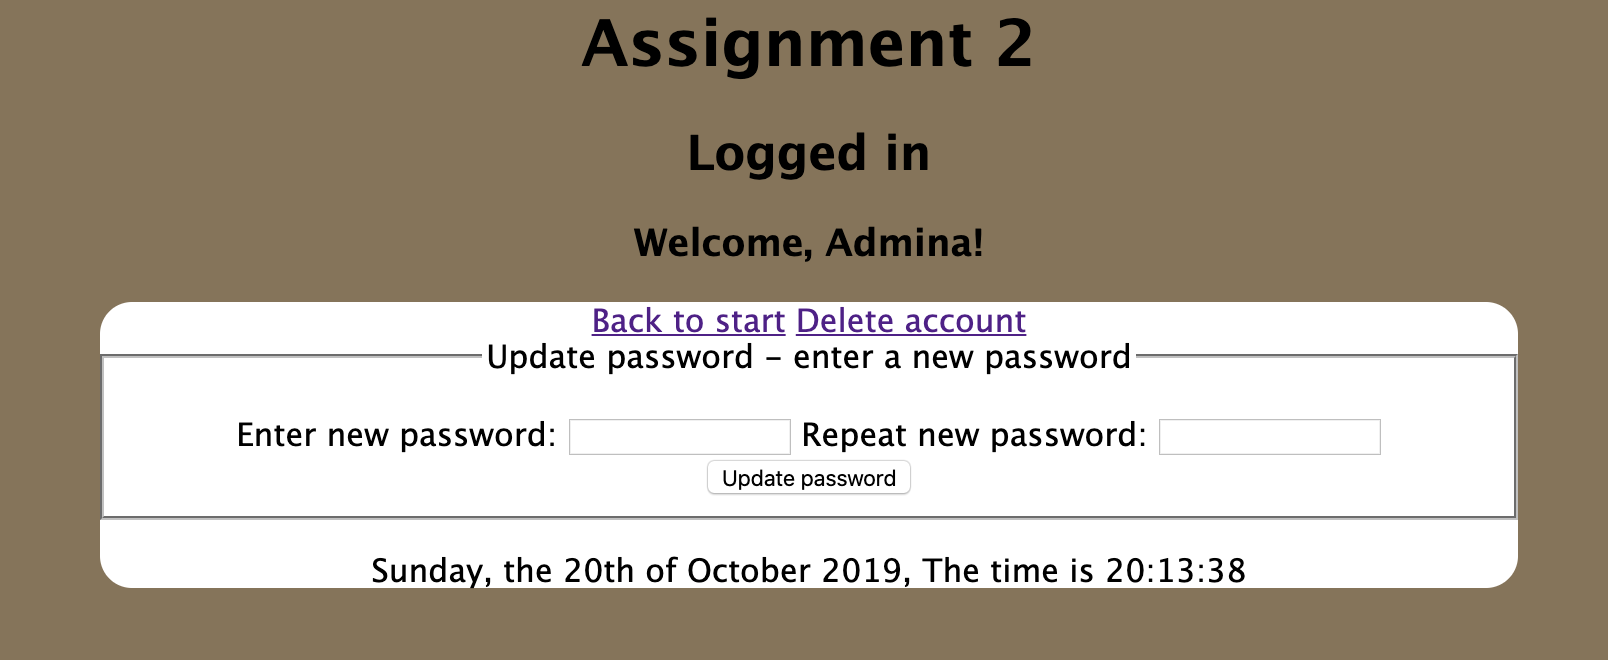 Assignment 2
Logged in
Welcome, Admina!
Back to start Delete account
Update password – enter a new password
Enter new password: Repeat new password:
Update password
Sunday, the 20th of October 2019, The time is 20:13:38